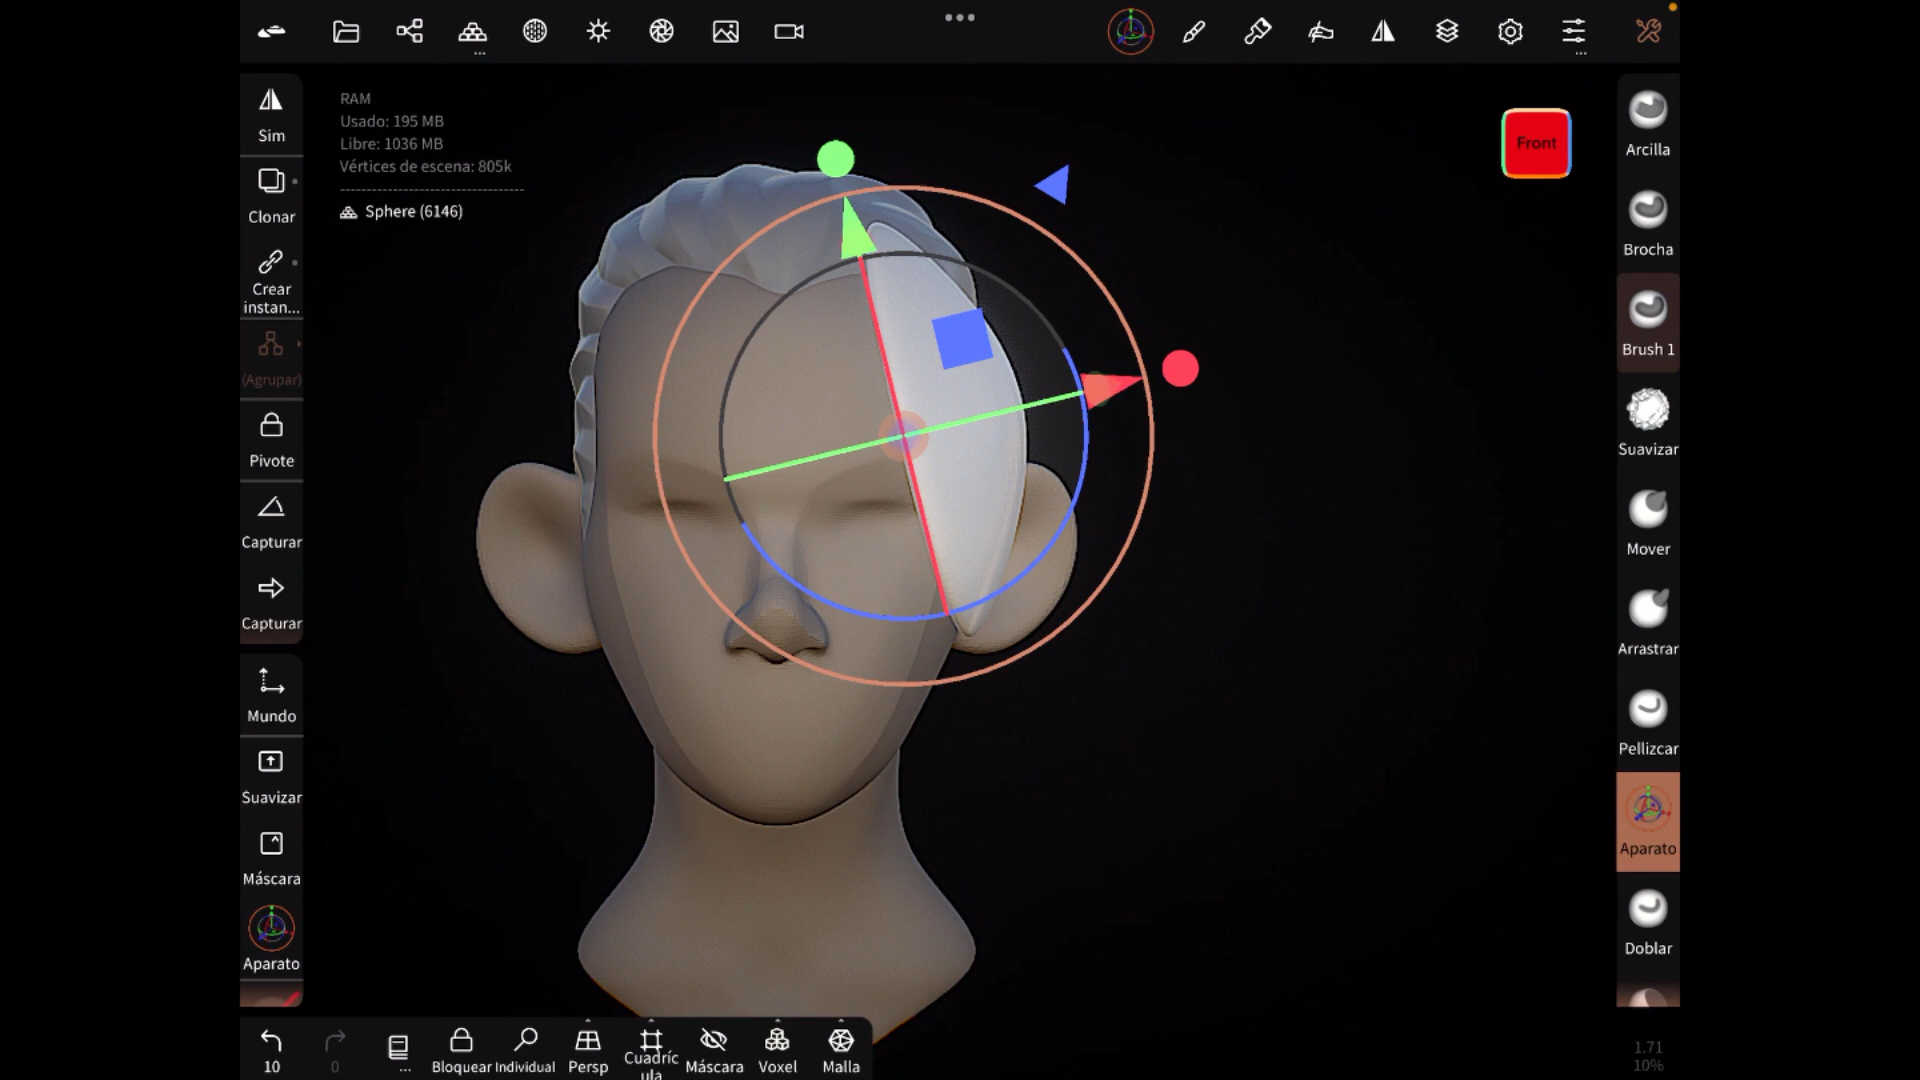 RAM
Usado: 195 MB
Libre: 1036 MB
Vértices de escena: 805k
Sphere (6146)
Front
Sim
Clonar
Crear
instan...
(Agrupar)
Pivote
Capturar
Capturar
Mundo
Suavizar
Máscara
Aparato
Arcilla
Brocha
Brush 1
Suavizar
Mover
Arrastrar
Pellizcar
Aparato
Doblar
10
0
...
Bloquear
Individual
Persp
Cuadríc
ula
Máscara
Voxel
Malla
1.71
10%